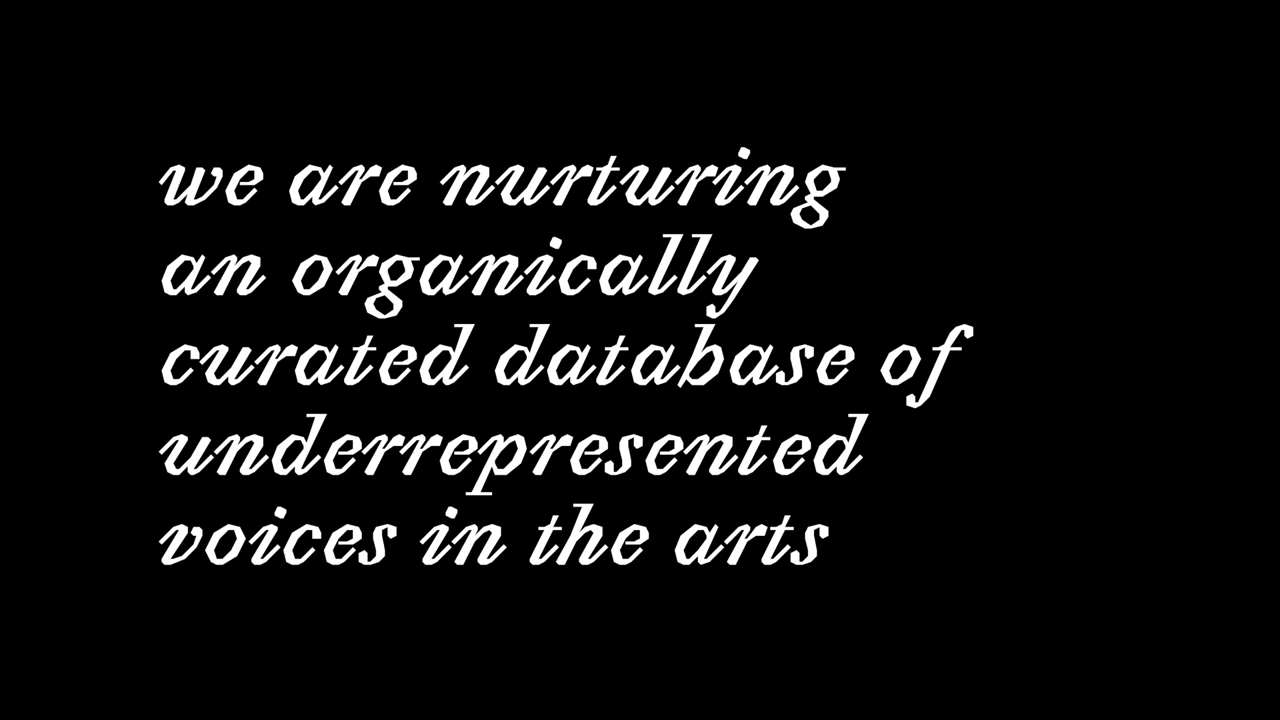 we are nurturing
an organically
curated database of
underrepresented
voices in the arts